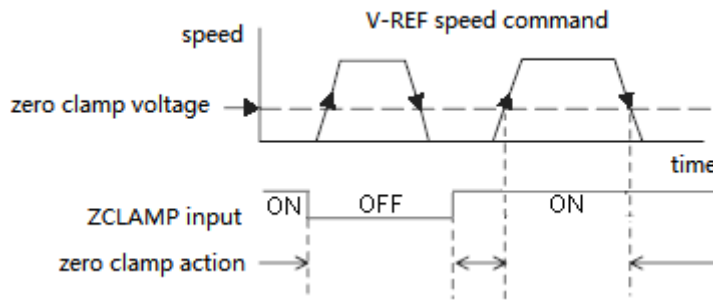 V-REF speed command
speed
zero clamp voltage
time
ZCLAMP input
ON
OFF
ON
zero clamp action